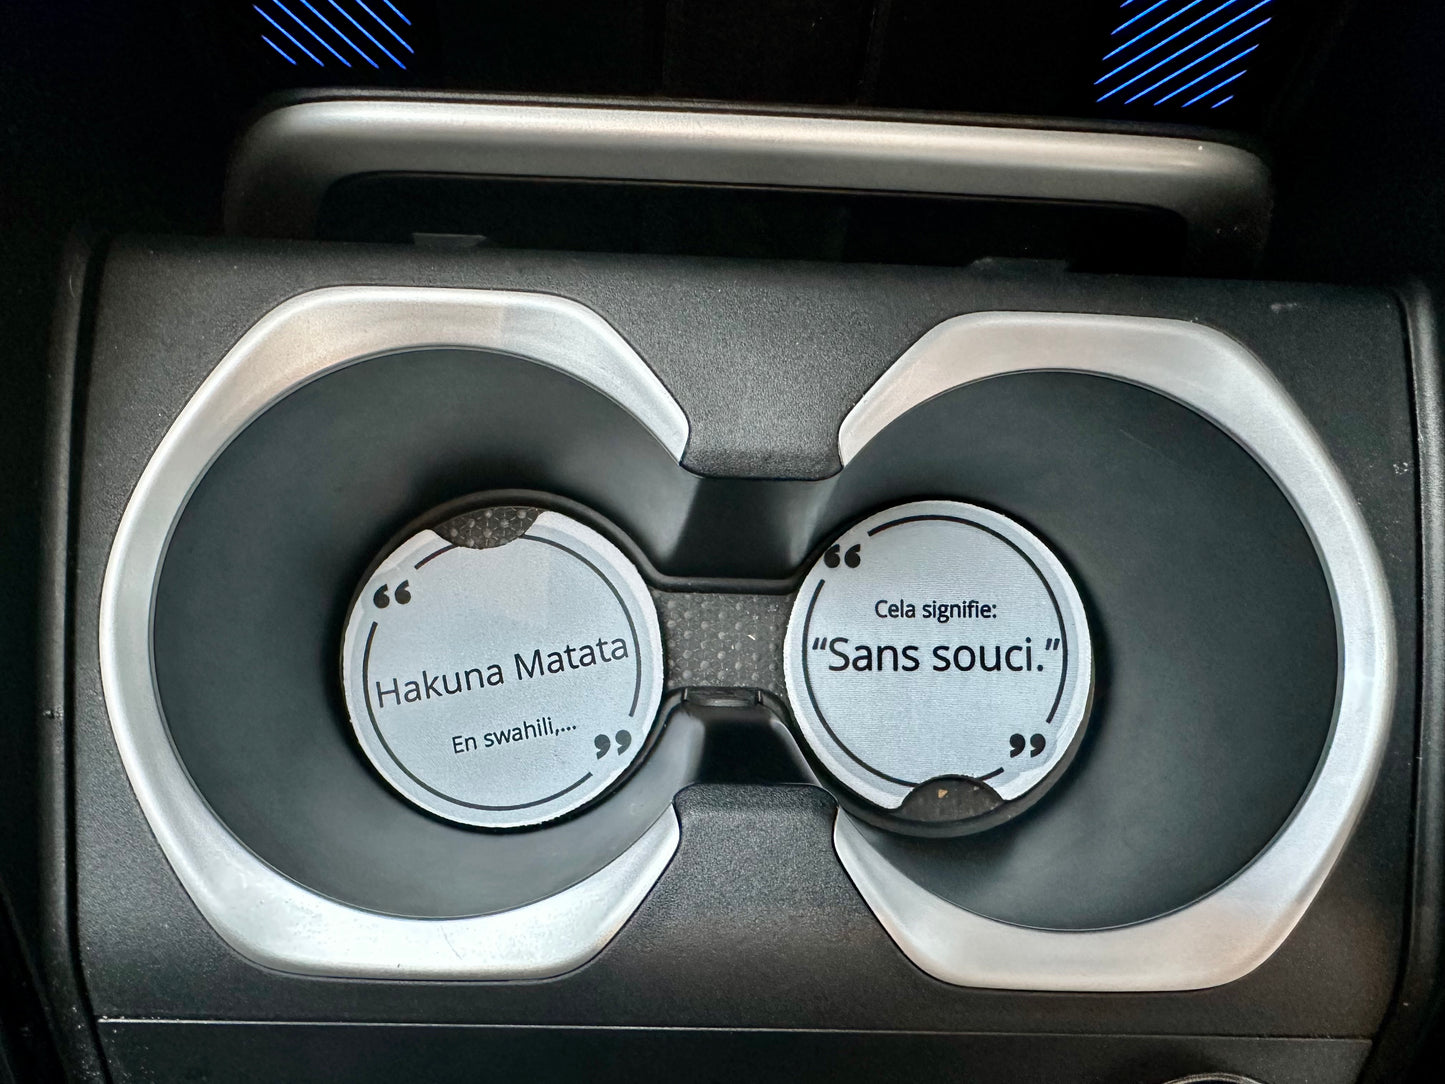 “
Hakuna Matata
En swahili,...
”
“
Cela signifie:
“Sans souci.”
”